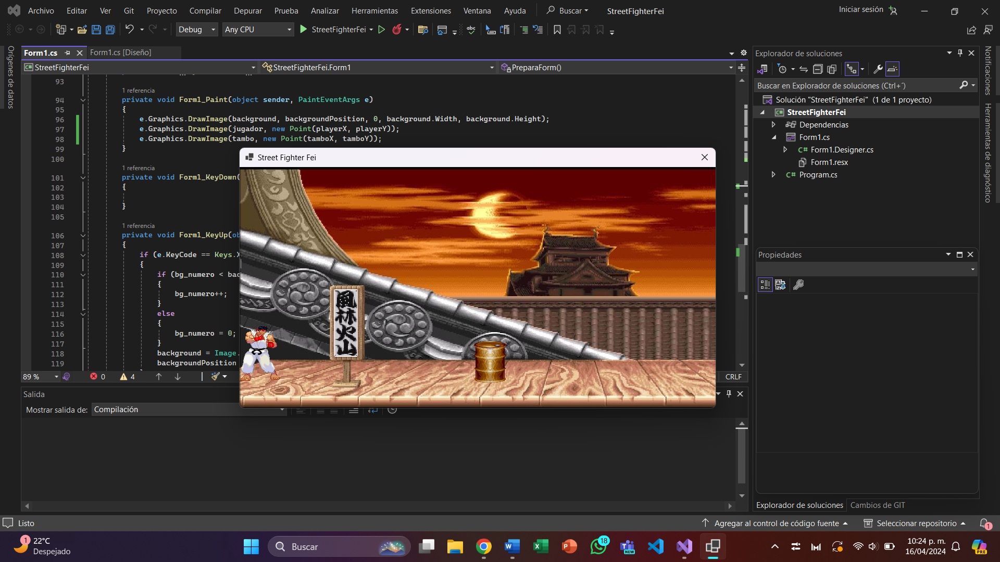 Archivo Editar Ver Git Proyecto Compilar Depurar Prueba Analizar Herramientas Extensiones Ventana Ayuda Buscar StreetFighterFei Iniciar sesión
Debug Any CPU StreetFighterFei
Orígenes de datos
Form1.cs Form1.cs [Diseño]
StreetFighterFei StreetFighterFei.Form1 PreparaForm()
93
1 referencia
94 private void Form1_Paint(object sender, PaintEventArgs e)
95 {
96 e.Graphics.DrawImage(background, backgroundPosition, 0, background.Width, background.Height);
97 e.Graphics.DrawImage(jugador, new Point(playerX, playerY));
98 e.Graphics.DrawImage(tambo, new Point(tamboX, tamboY));
99 }
100
1 referencia
101 private void Form1_KeyDown(
102 {
103
104 }
105
1 referencia
106 private void Form1_KeyUp(ob
107 {
108 if (e.KeyCode == Keys.X
109 {
110 if (bg_numero < bac
111 {
112 bg_numero++;
113 }
114 else
115 {
116 bg_numero = 0;
117 }
118 background = Image.
119 backgroundPosition
Street Fighter Fei
風林火山
89 % 0 4 CRLF
Salida
Mostrar salida de: Compilación
Explorador de soluciones
Buscar en Explorador de soluciones (Ctrl+´)
Solución "StreetFighterFei" (1 de 1 proyecto)
C# StreetFighterFei
Dependencias
Form1.cs
C# Form1.Designer.cs
Form1.resx
C# Program.cs
Propiedades
Explorador de soluciones Cambios de GIT
Notificaciones
Herramientas de diagnóstico
Listo Agregar al control de código fuente Seleccionar repositorio 1
1 22°C
Despejado
Buscar
18
NEW
10:24 p. m.
16/04/2024
PRE